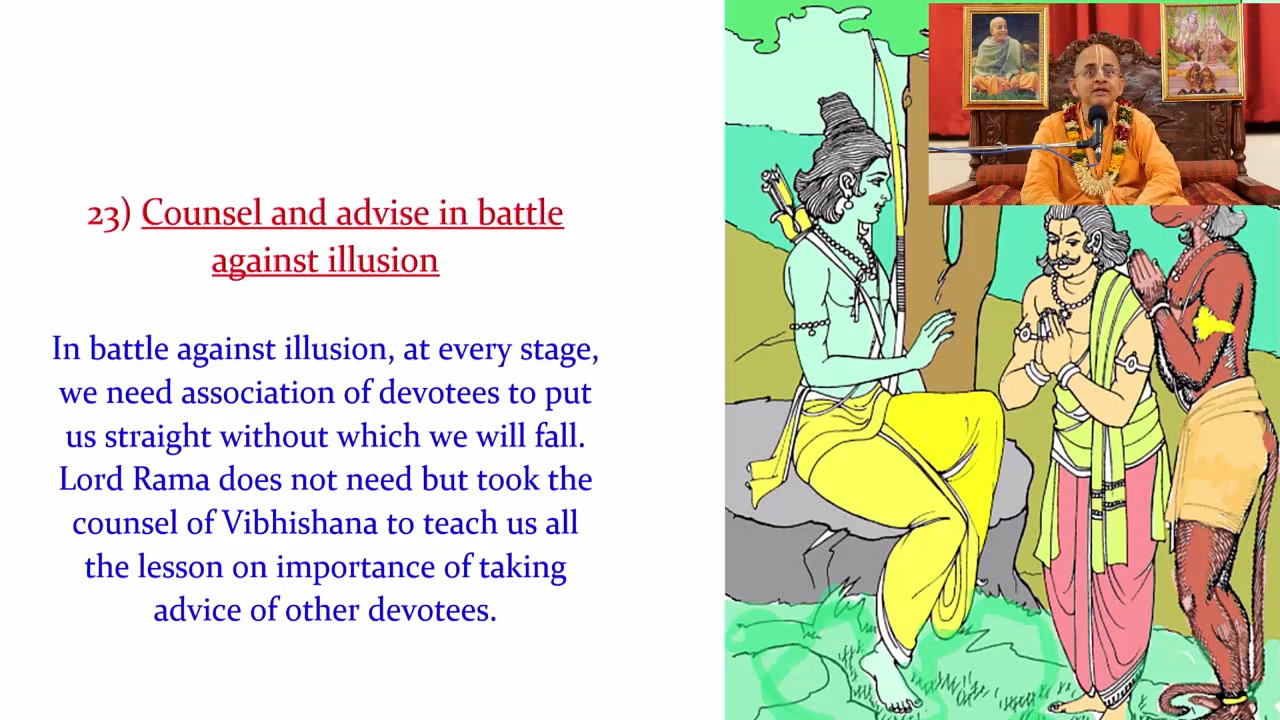 23) Counsel and advise in battle
against illusion
In battle against illusion, at every stage,
we need association of devotees to put
us straight without which we will fall.
Lord Rama does not need but took the
counsel of Vibhishana to teach us all
the lesson on importance of taking
advice of other devotees.